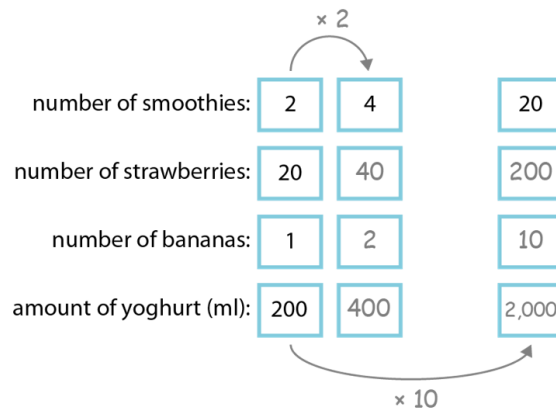 × 2
number of smoothies: 2 4 20
number of strawberries: 20 40 200
number of bananas: 1 2 10
amount of yoghurt (ml): 200 400 2,000
× 10